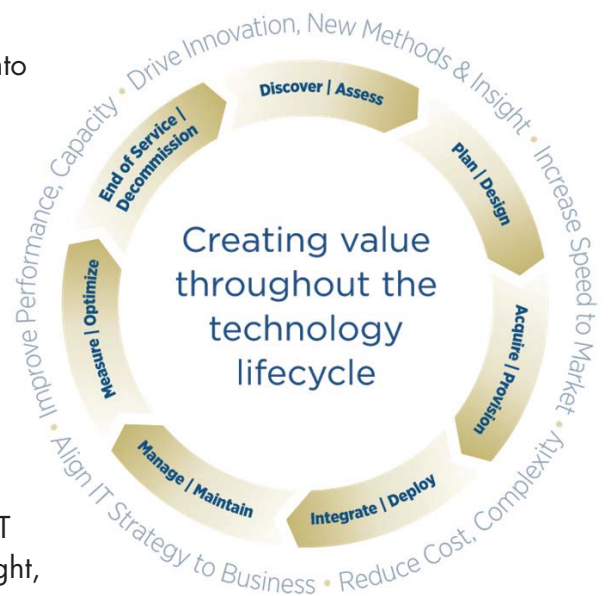 nto
Drive Innovation, New Methods & Insight • Increase Speed to Market • Reduce Cost, Complexity • Align IT Strategy to Business • Improve Performance, Capacity •
Discover | Assess
Plan | Design
Acquire | Provision
Integrate | Deploy
Manage | Maintain
Measure | Optimize
End of Service |
Decommission
Creating value
throughout the
technology
lifecycle
T
ght,